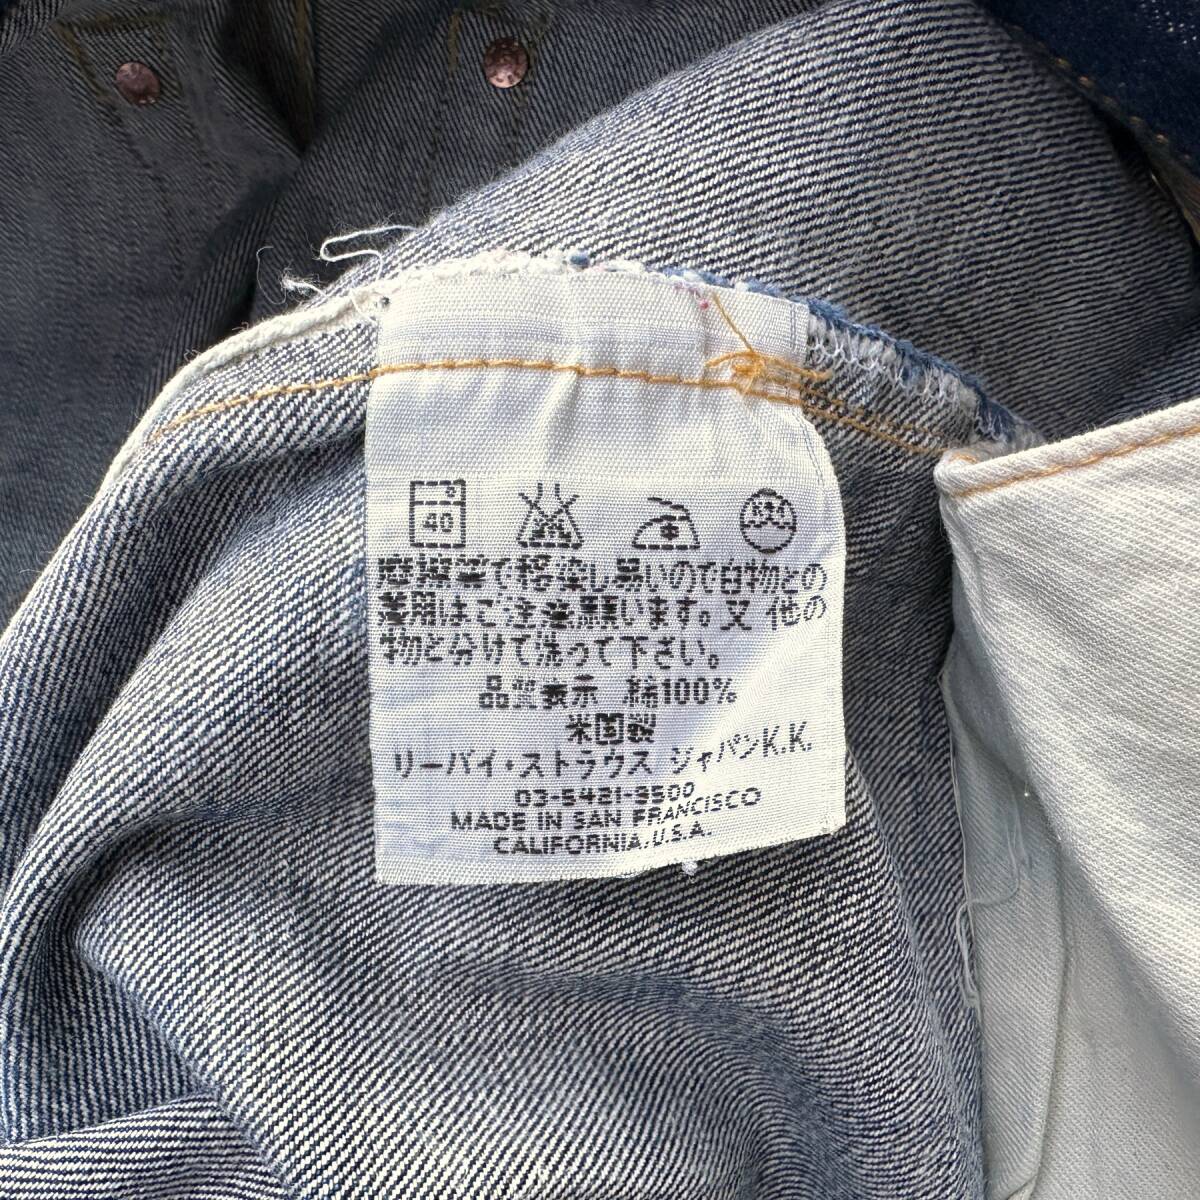 40
摩擦等で移染し易いので白物との
着用はご注意願います。又 他の
物と分けて洗って下さい。
品質表示 綿100%
米国製
リーバイ・ストラウス ジャパンK.K.
03-5421-3500
MADE IN SAN FRANCISCO
CALIFORNIA.U.S.A.